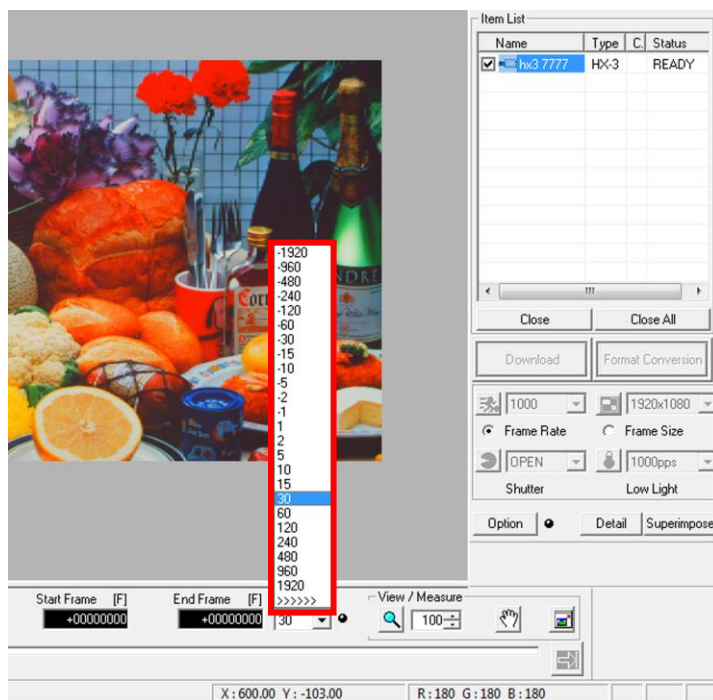 Item List
Name Type C. Status
hx3 7777 HX-3 READY
Close Close All
Download Format Conversion
1000 1920x1080
Frame Rate Frame Size
OPEN 1000pps
Shutter Low Light
Option Detail Superimpose
NDRE
-1920
-960
-480
-240
-120
-60
-30
-15
-10
-5
-2
-1
1
2
5
10
15
30
60
120
240
480
960
1920
>>>>>>
Start Frame [F] End Frame [F] View / Measure
+00000000 +00000000 30 100
X : 600.00 Y : -103.00 R : 180 G : 180 B : 180